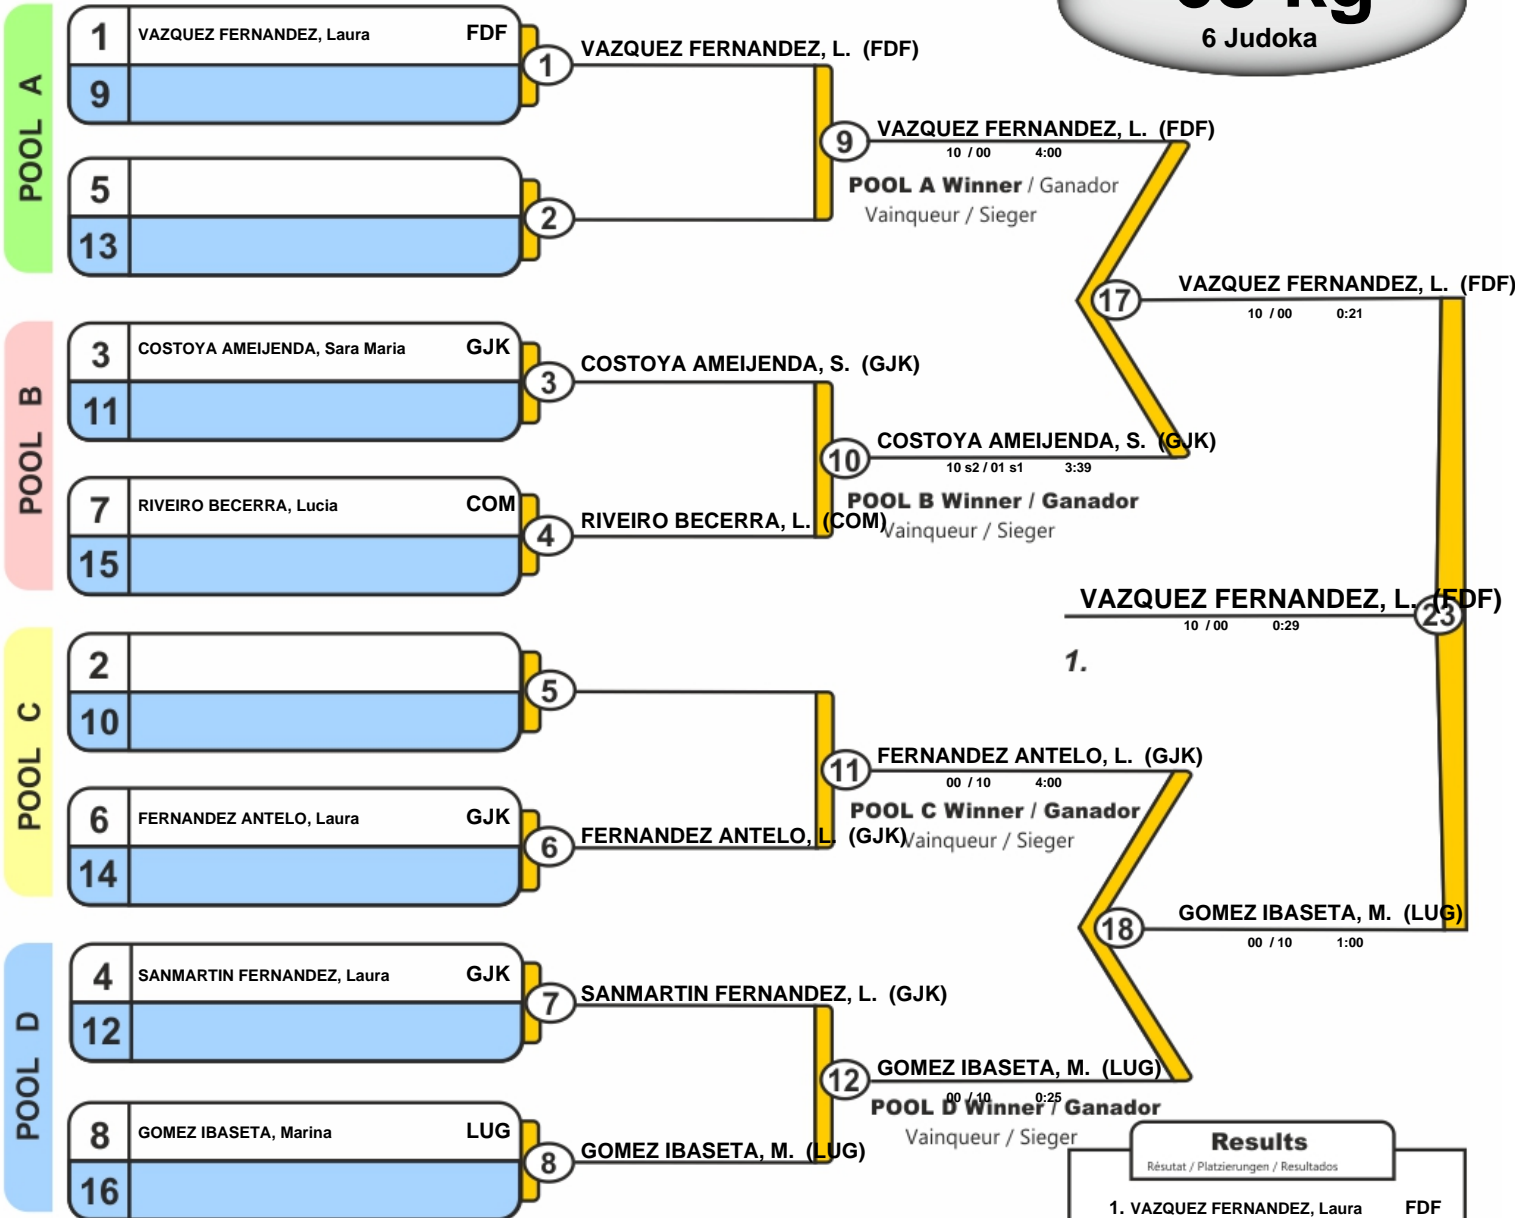 kg
6 Judoka
POOL A
1 VAZQUEZ FERNANDEZ, Laura FDF
9
1
VAZQUEZ FERNANDEZ, L. (FDF)
5
13
2
9
VAZQUEZ FERNANDEZ, L. (FDF)
10 / 00 4:00
POOL A Winner / Ganador
Vainqueur / Sieger
17
VAZQUEZ FERNANDEZ, L. (FDF)
10 / 00 0:21
POOL B
3 COSTOYA AMEIJENDA, Sara Maria GJK
11
3
COSTOYA AMEIJENDA, S. (GJK)
7 RIVEIRO BECERRA, Lucia COM
15
4
RIVEIRO BECERRA, L. (COM)
10
COSTOYA AMEIJENDA, S. (GJK)
10 s2 / 01 s1 3:39
POOL B Winner / Ganador
Vainqueur / Sieger
VAZQUEZ FERNANDEZ, L. (FDF)
23
10 / 00 0:29
1.
POOL C
2
10
5
6 FERNANDEZ ANTELO, Laura GJK
14
6
FERNANDEZ ANTELO, L. (GJK)
11
FERNANDEZ ANTELO, L. (GJK)
00 / 10 4:00
POOL C Winner / Ganador
Vainqueur / Sieger
18
GOMEZ IBASETA, M. (LUG)
00 / 10 1:00
POOL D
4 SANMARTIN FERNANDEZ, Laura GJK
12
7
SANMARTIN FERNANDEZ, L. (GJK)
8 GOMEZ IBASETA, Marina LUG
16
8
GOMEZ IBASETA, M. (LUG)
12
GOMEZ IBASETA, M. (LUG)
00 / 10 0:25
POOL D Winner / Ganador
Vainqueur / Sieger
Results
Résutat / Platzierungen / Resultados
1. VAZQUEZ FERNANDEZ, Laura FDF